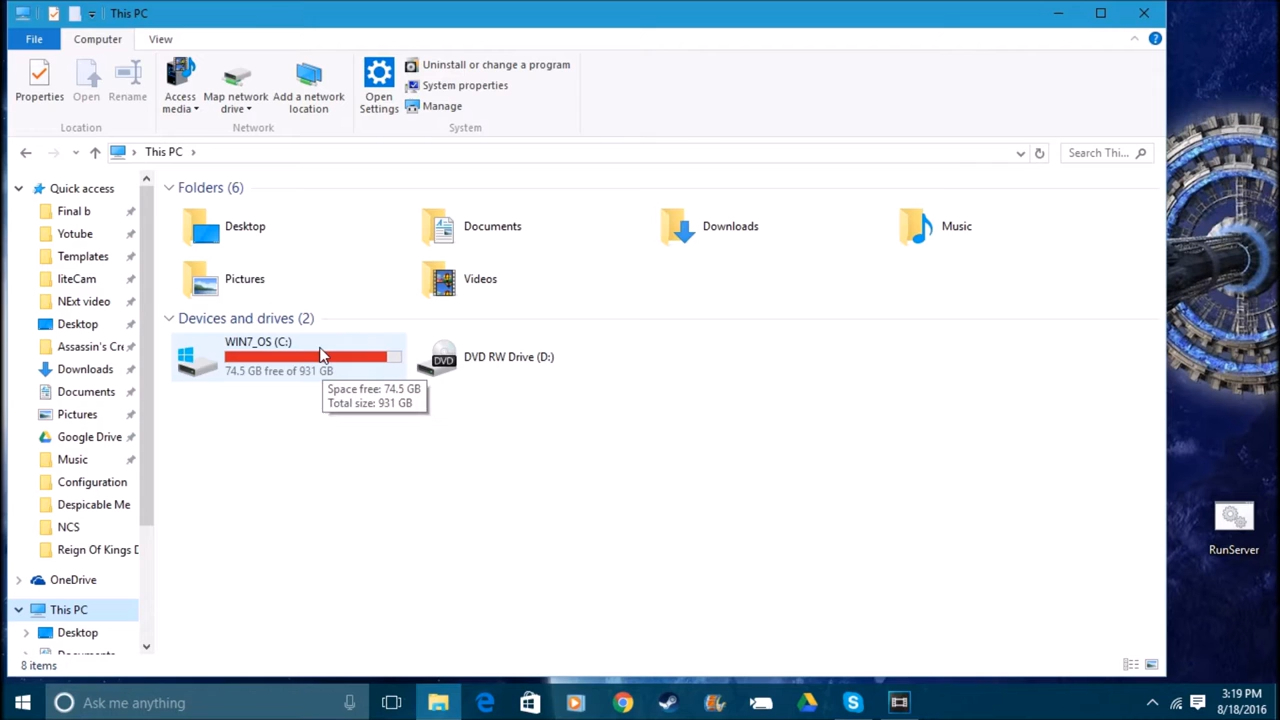 This PC
File
Computer
View
Properties
Open
Rename
Access media
Map network drive
Add a network location
Open Settings
Uninstall or change a program
System properties
Manage
Location
Network
System
This PC
Search Thi...
Quick access
Final b
Yotube
Templates
liteCam
NExt video
Desktop
Assassin's Cre
Downloads
Documents
Pictures
Google Drive
Music
Configuration
Despicable Me
NCS
Reign Of Kings D
OneDrive
This PC
Desktop
Documents
Folders (6)
Desktop
Documents
Downloads
Music
Pictures
Videos
Devices and drives (2)
WIN7_OS (C:)
74.5 GB free of 931 GB
DVD
DVD RW Drive (D:)
Space free: 74.5 GB
Total size: 931 GB
RunServer
8 items
Ask me anything
3:19 PM
8/18/2016